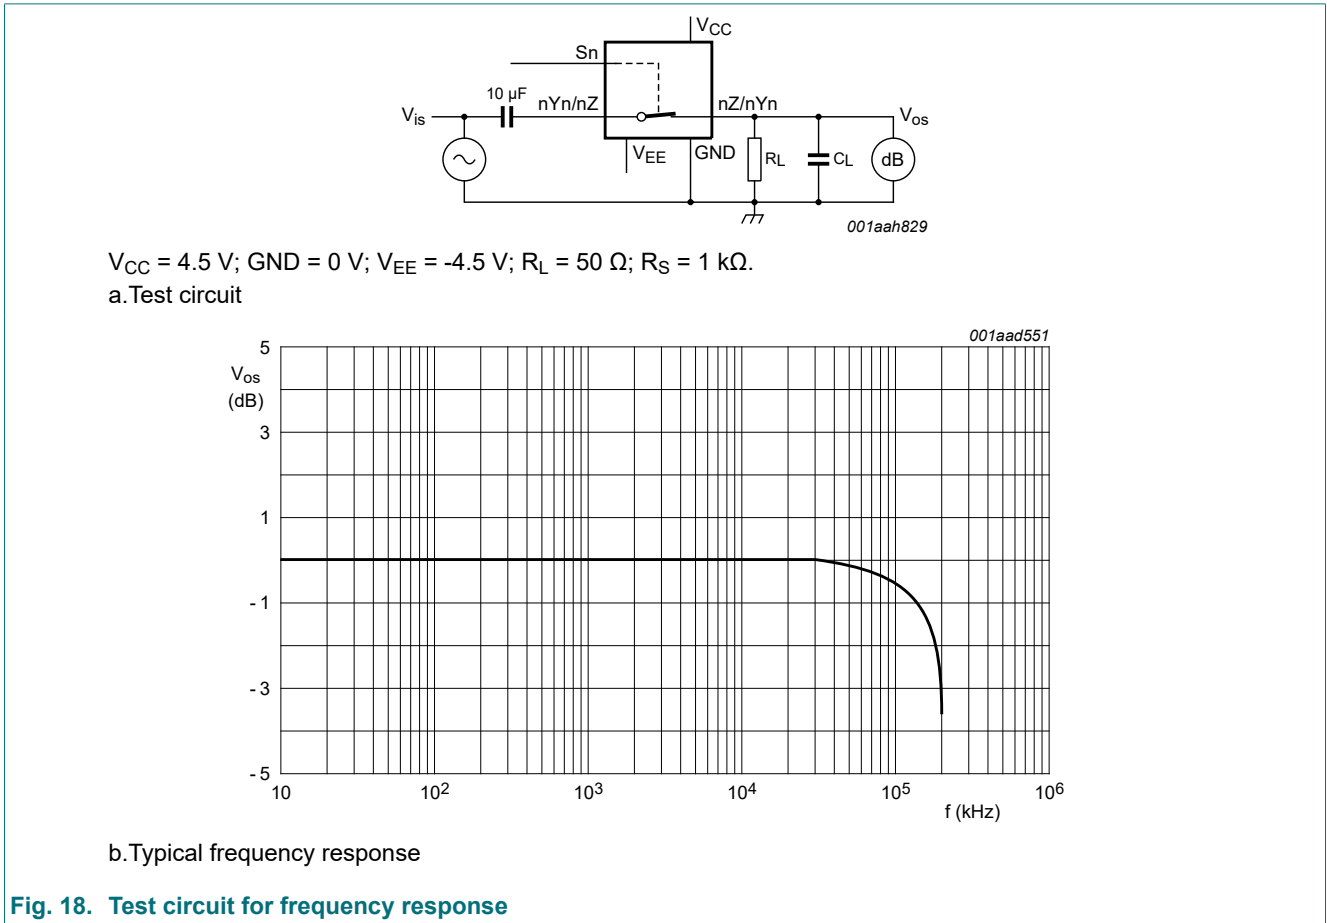 VCC
Sn
10 µF
nYn/nZ
nZ/nYn
Vis
Vos
VEE
GND
RL
CL
dB
001aah829
VCC = 4.5 V; GND = 0 V; VEE = -4.5 V; RL = 50 Ω; RS = 1 kΩ.
a.Test circuit
001aad551
5
Vos
(dB)
3
1
- 1
- 3
- 5
10
10²
10³
10⁴
10⁵
10⁶
f (kHz)
b.Typical frequency response
Fig. 18. Test circuit for frequency response